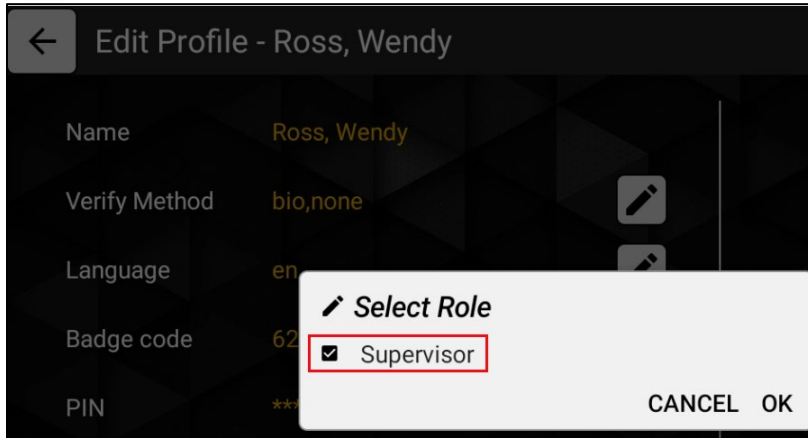 Edit Profile - Ross, Wendy
Name Ross, Wendy
Verify Method bio,none
Language en
Select Role
Badge code 62
Supervisor
PIN ***
CANCEL OK